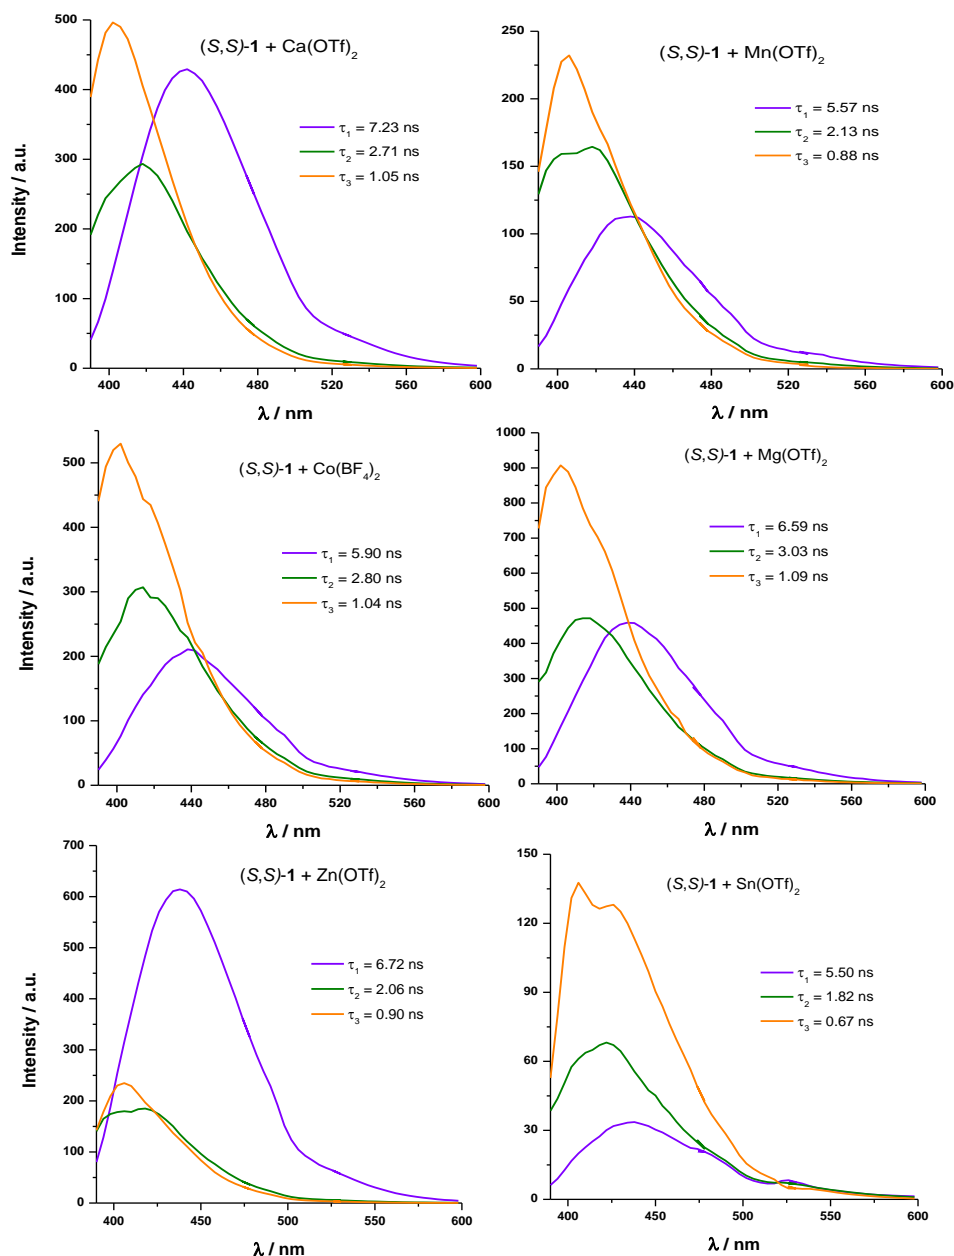 (S,S)-1 + Ca(OTf)2
τ1 = 7.23 ns
τ2 = 2.71 ns
τ3 = 1.05 ns
Intensity / a.u.
500
400
300
200
100
0
400 440 480 520 560 600
λ / nm
(S,S)-1 + Mn(OTf)2
τ1 = 5.57 ns
τ2 = 2.13 ns
τ3 = 0.88 ns
250
200
150
100
50
0
400 440 480 520 560 600
λ / nm
(S,S)-1 + Co(BF4)2
τ1 = 5.90 ns
τ2 = 2.80 ns
τ3 = 1.04 ns
Intensity / a.u.
500
400
300
200
100
0
400 440 480 520 560 600
λ / nm
(S,S)-1 + Mg(OTf)2
τ1 = 6.59 ns
τ2 = 3.03 ns
τ3 = 1.09 ns
1000
900
800
700
600
500
400
300
200
100
0
400 440 480 520 560 600
λ / nm
(S,S)-1 + Zn(OTf)2
τ1 = 6.72 ns
τ2 = 2.06 ns
τ3 = 0.90 ns
Intensity / a.u.
700
600
500
400
300
200
100
0
400 450 500 550 600
λ / nm
(S,S)-1 + Sn(OTf)2
τ1 = 5.50 ns
τ2 = 1.82 ns
τ3 = 0.67 ns
150
120
90
60
30
0
400 450 500 550 600
λ / nm